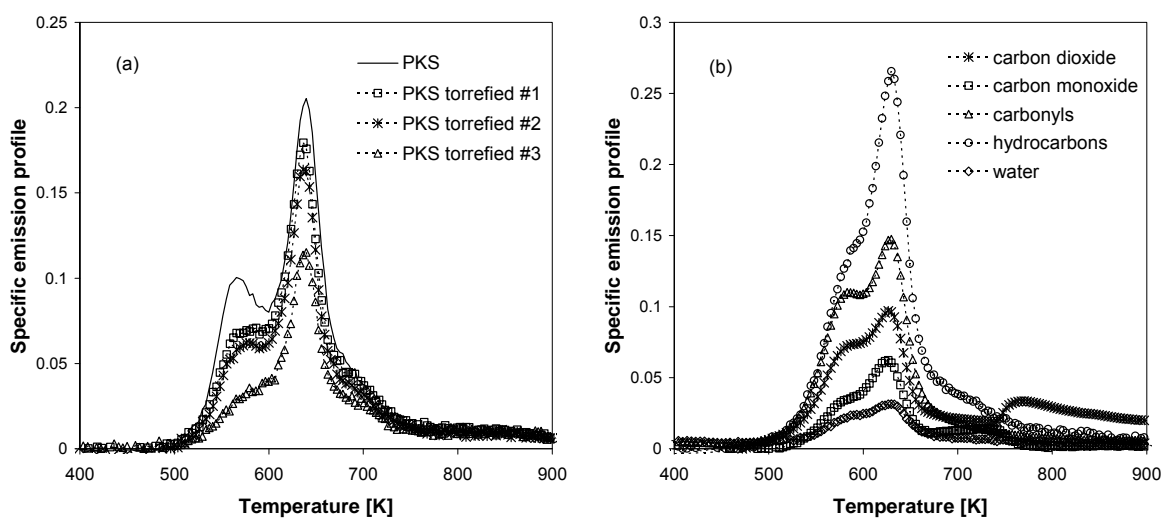 0.25
0.2
0.15
0.1
0.05
0
Specific emission profile
(a)
PKS
PKS torrefied #1
PKS torrefied #2
PKS torrefied #3
400 500 600 700 800 900
Temperature [K]
0.3
0.25
0.2
0.15
0.1
0.05
0
Specific emission profile
(b)
carbon dioxide
carbon monoxide
carbonyls
hydrocarbons
water
400 500 600 700 800 900
Temperature [K]